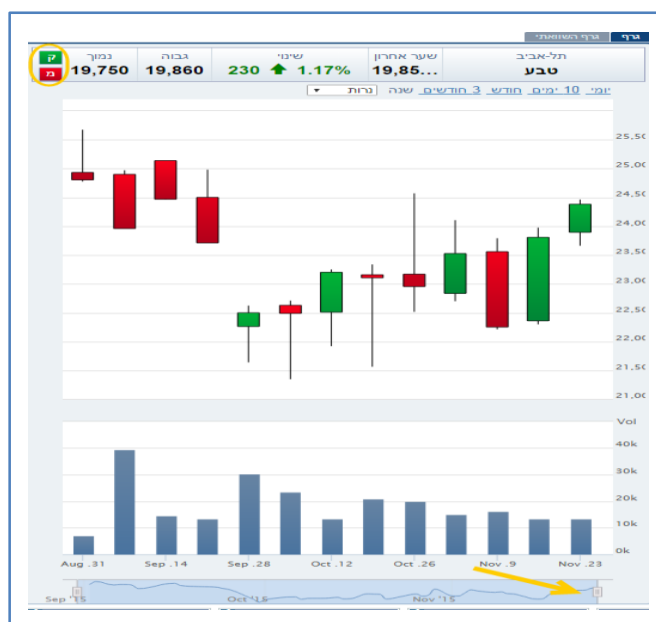 גרף גרף השוואתי
תל-אביב שער אחרון שינוי גבוה נמוך ק
טבע 19,85... 230 1.17% 19,860 19,750 מ
יומי 10 ימים חודש 3 חודשים שנה נרות
25,50
25,00
24,50
24,00
23,50
23,00
22,50
22,00
21,50
21,00
Vol
40k
30k
20k
10k
0k
Aug .31 Sep .14 Sep .28 Oct .12 Oct .26 Nov .9 Nov .23
Sep '15 Oct '15 Nov '15